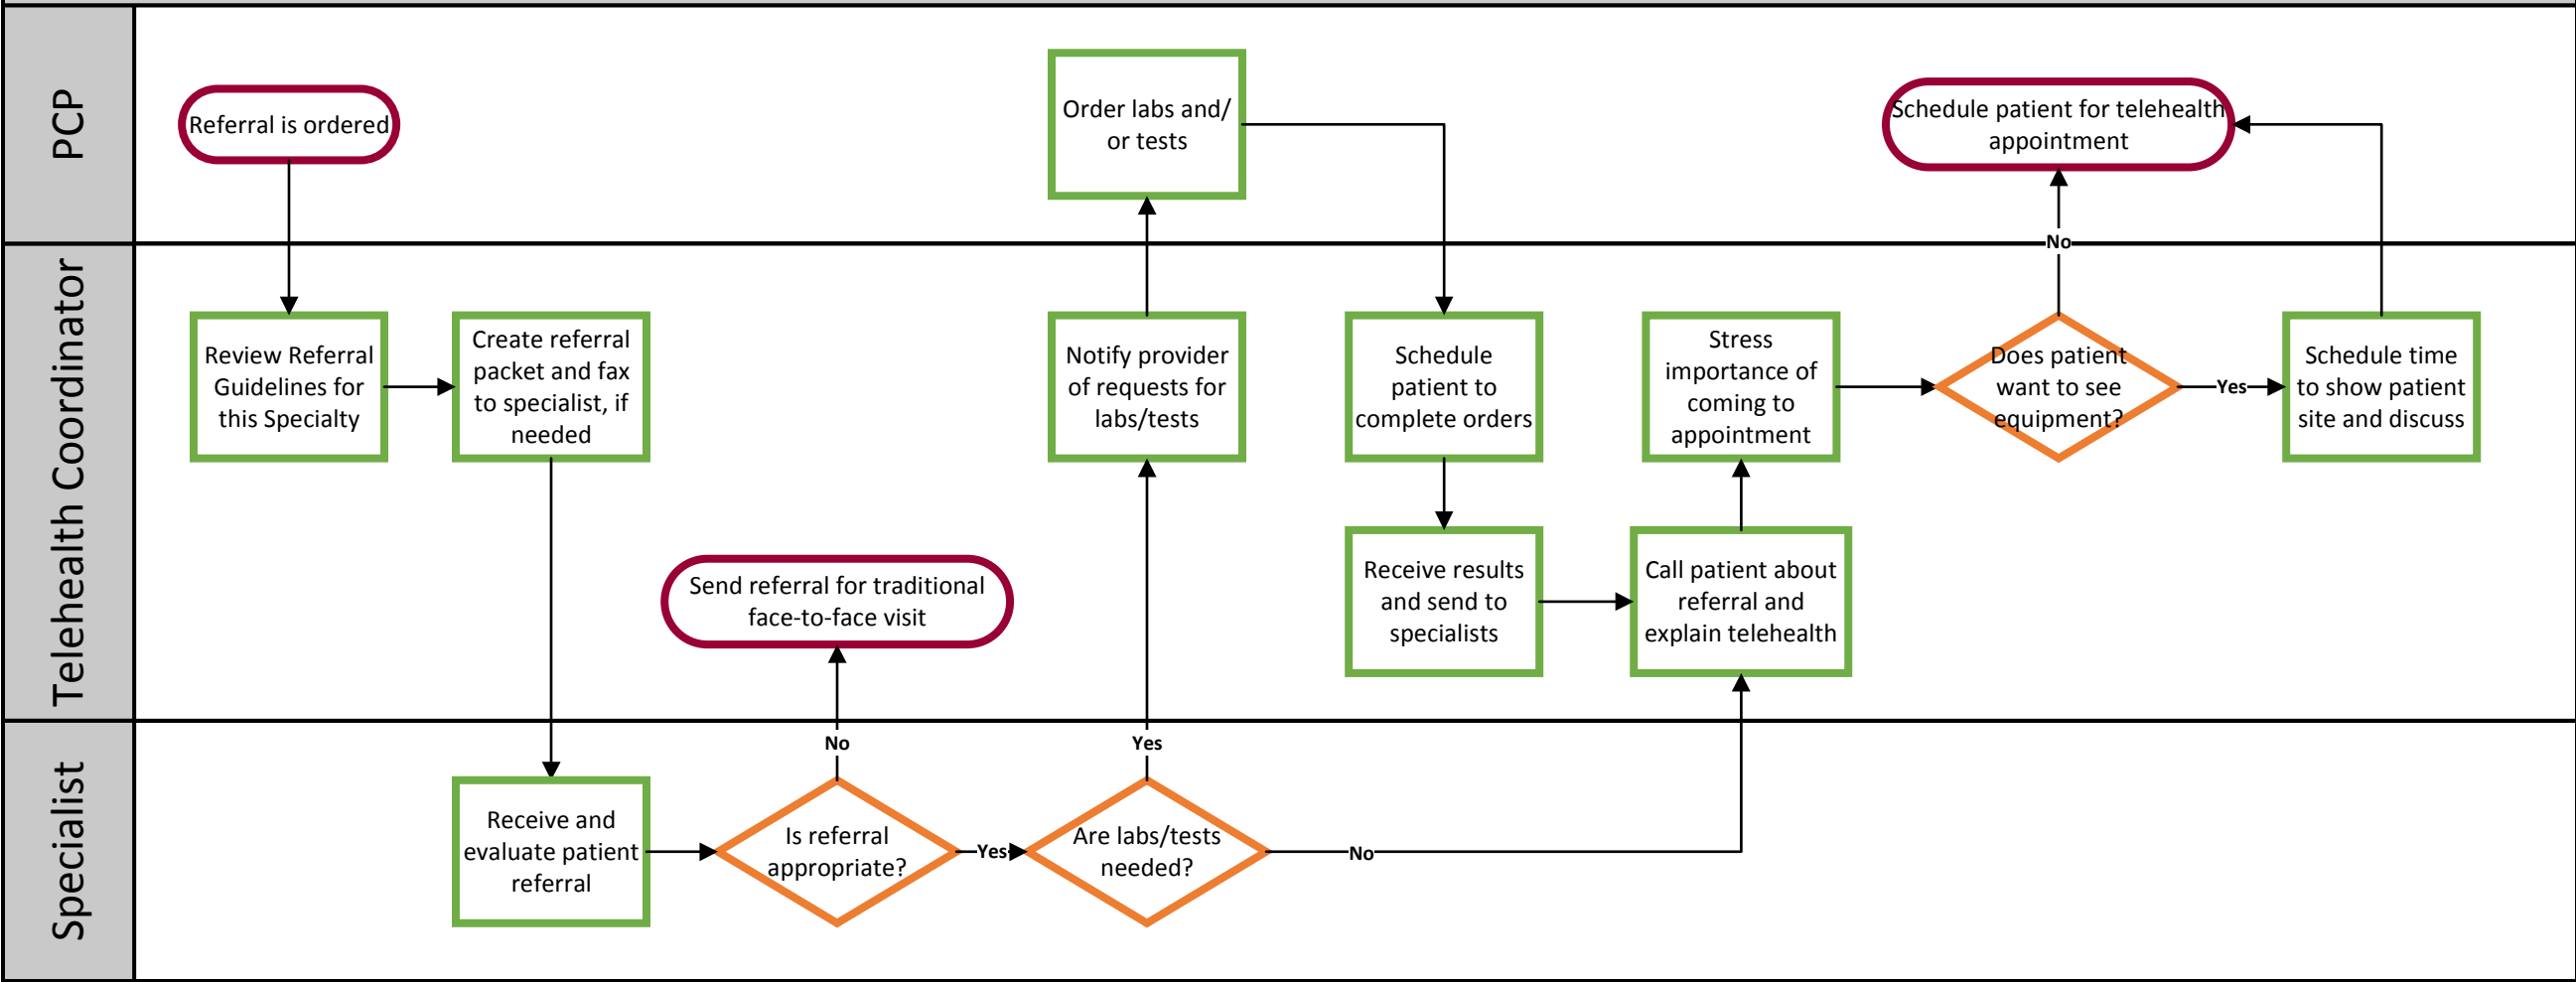 PCP
Referral is ordered
Order labs and/
or tests
Schedule patient for telehealth
appointment
No
Telehealth Coordinator
Review Referral
Guidelines for
this Specialty
Create referral
packet and fax
to specialist, if
needed
Notify provider
of requests for
labs/tests
Schedule
patient to
complete orders
Stress
importance of
coming to
appointment
Does patient
want to see
equipment?
Yes
Schedule time
to show patient
site and discuss
Send referral for traditional
face-to-face visit
Receive results
and send to
specialists
Call patient about
referral and
explain telehealth
Specialist
No
Yes
Receive and
evaluate patient
referral
Is referral
appropriate?
Yes
Are labs/tests
needed?
No